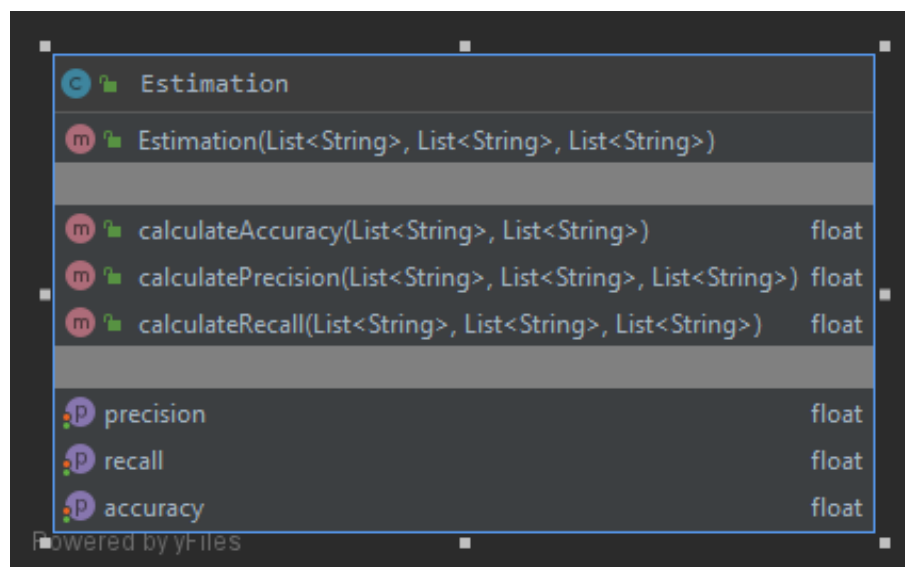 C Estimation
m Estimation(List<String>, List<String>, List<String>)
m calculateAccuracy(List<String>, List<String>) float
m calculatePrecision(List<String>, List<String>, List<String>) float
m calculateRecall(List<String>, List<String>, List<String>) float
p precision float
p recall float
p accuracy float
Powered by yFiles